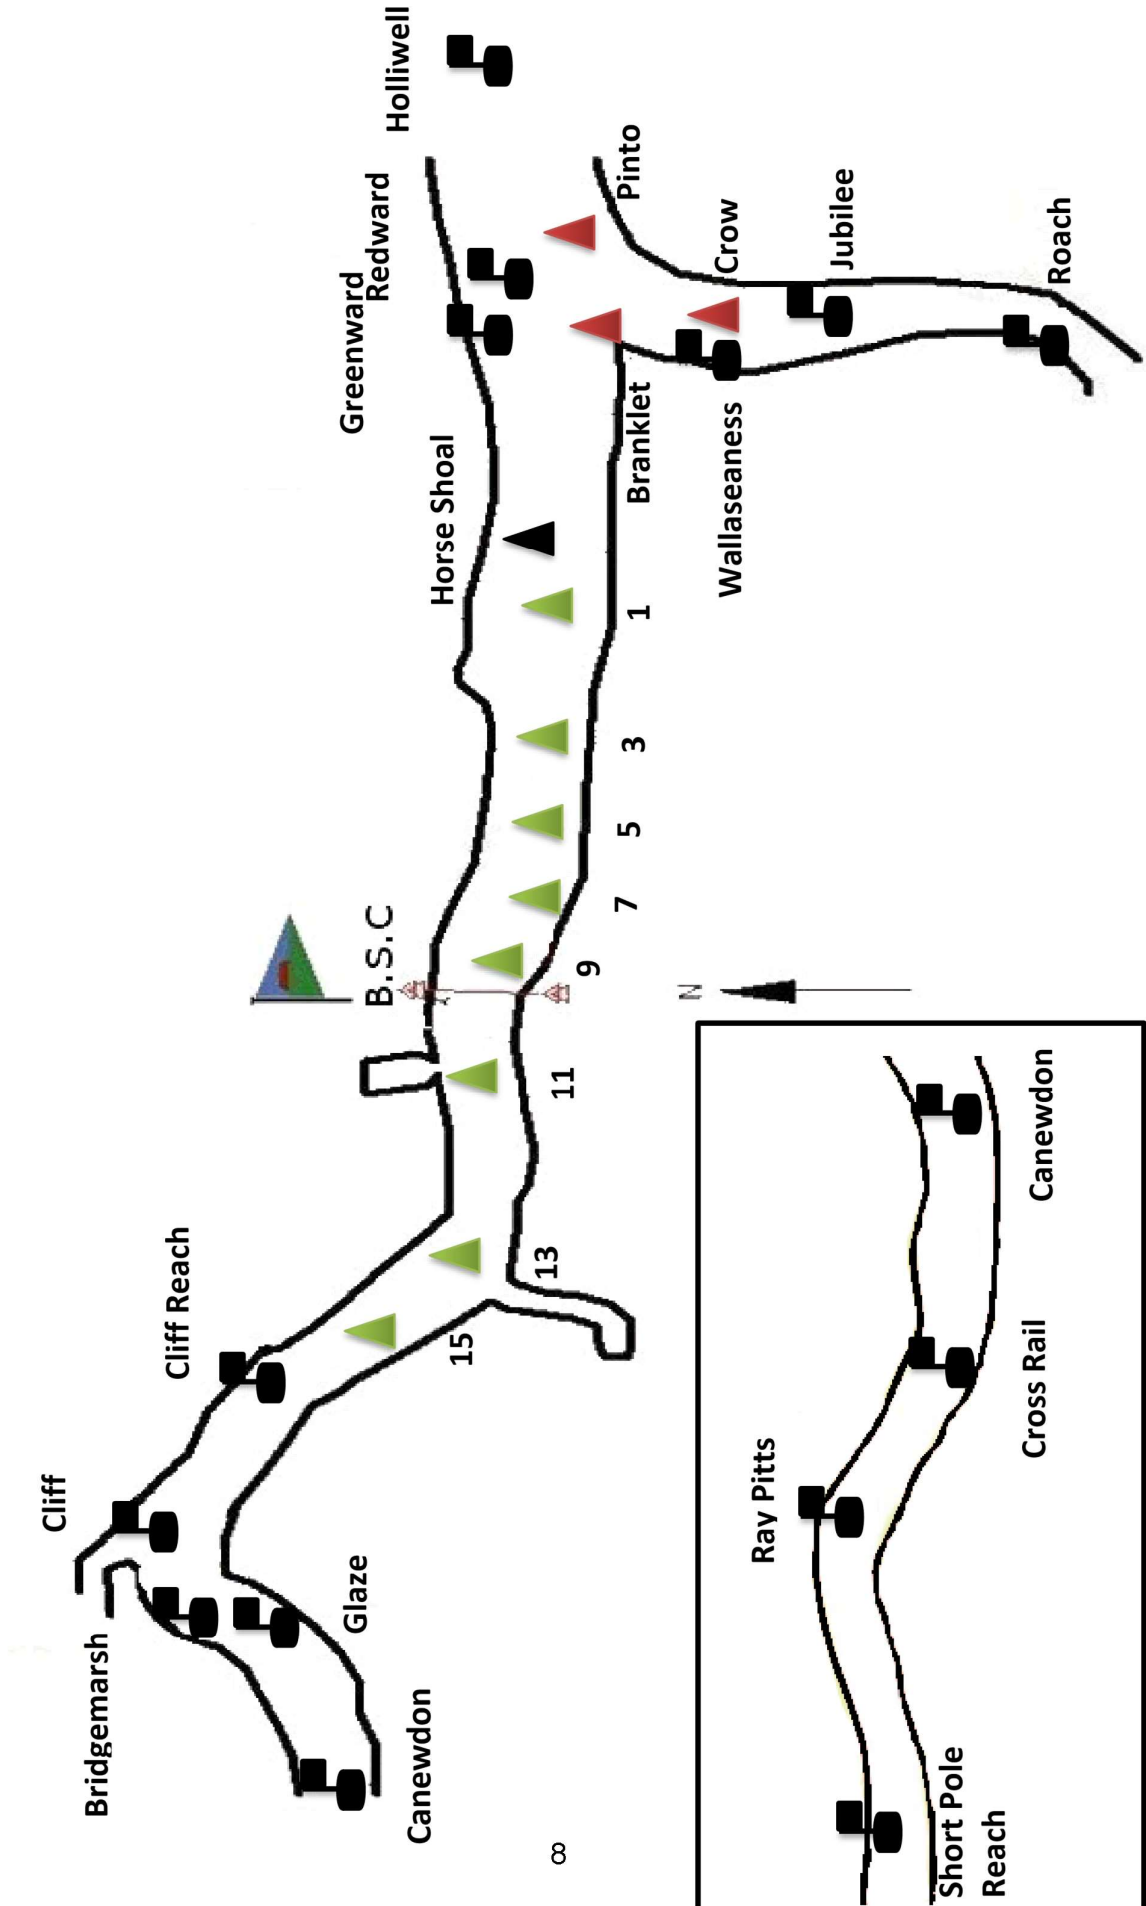 Cliff
Cliff Reach
Bridgemarsh
Glaze
Canewdon
B.S.C
Horse Shoal
Greenward
Redward
Holliwell
15
13
11
9
7
5
3
1
Branklet
Pinto
Wallaseaness
Crow
Jubilee
Roach
N
8
Ray Pitts
Short Pole
Reach
Cross Rail
Canewdon